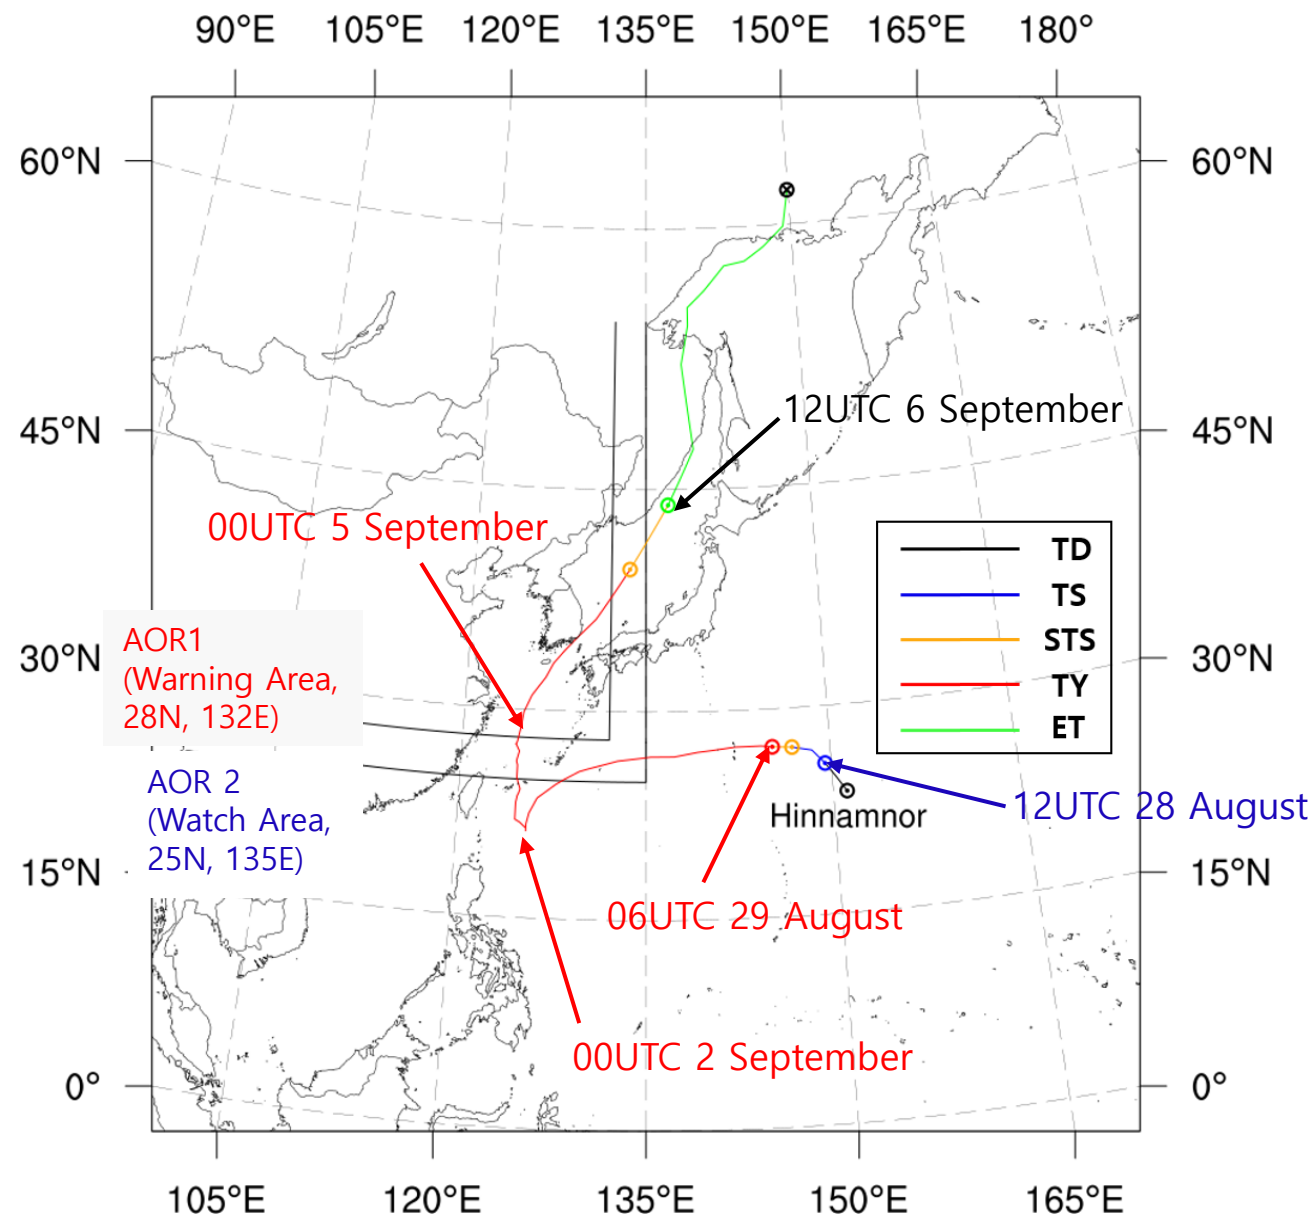 90°E 105°E 120°E 135°E 150°E 165°E 180°
60°N 60°N
45°N 45°N
12UTC 6 September
00UTC 5 September
TD
TS
STS
TY
ET
AOR1
(Warning Area,
28N, 132E)
30°N 30°N
AOR 2
(Watch Area,
25N, 135E)
Hinnamnor
12UTC 28 August
15°N 15°N
06UTC 29 August
00UTC 2 September
0° 0°
105°E 120°E 135°E 150°E 165°E